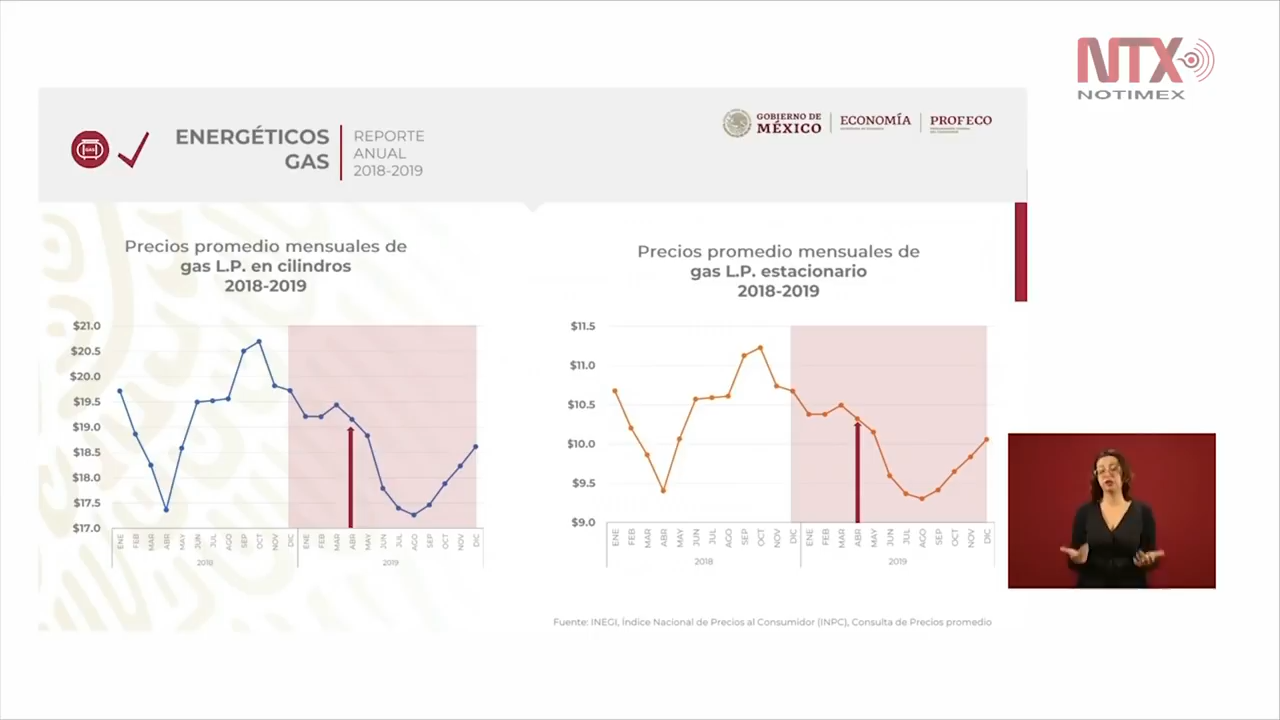 NTX
NOTIMEX
GAS
ENERGÉTICOS
GAS
REPORTE
ANUAL
2018-2019
GOBIERNO DE
MÉXICO
ECONOMÍA
PROFECO
Precios promedio mensuales de
gas L.P. en cilindros
2018-2019
$21.0
$20.5
$20.0
$19.5
$19.0
$18.5
$18.0
$17.5
$17.0
ENE
FEB
MAR
ABR
MAY
JUN
JUL
AGO
SEP
OCT
NOV
DIC
ENE
FEB
MAR
ABR
MAY
JUN
JUL
AGO
SEP
OCT
NOV
DIC
2018
2019
Precios promedio mensuales de
gas L.P. estacionario
2018-2019
$11.5
$11.0
$10.5
$10.0
$9.5
$9.0
ENE
FEB
MAR
ABR
MAY
JUN
JUL
AGO
SEP
OCT
NOV
DIC
ENE
FEB
MAR
ABR
MAY
JUN
JUL
AGO
SEP
OCT
NOV
DIC
2018
2019
Fuente: INEGI, Índice Nacional de Precios al Consumidor (INPC), Consulta de Precios promedio